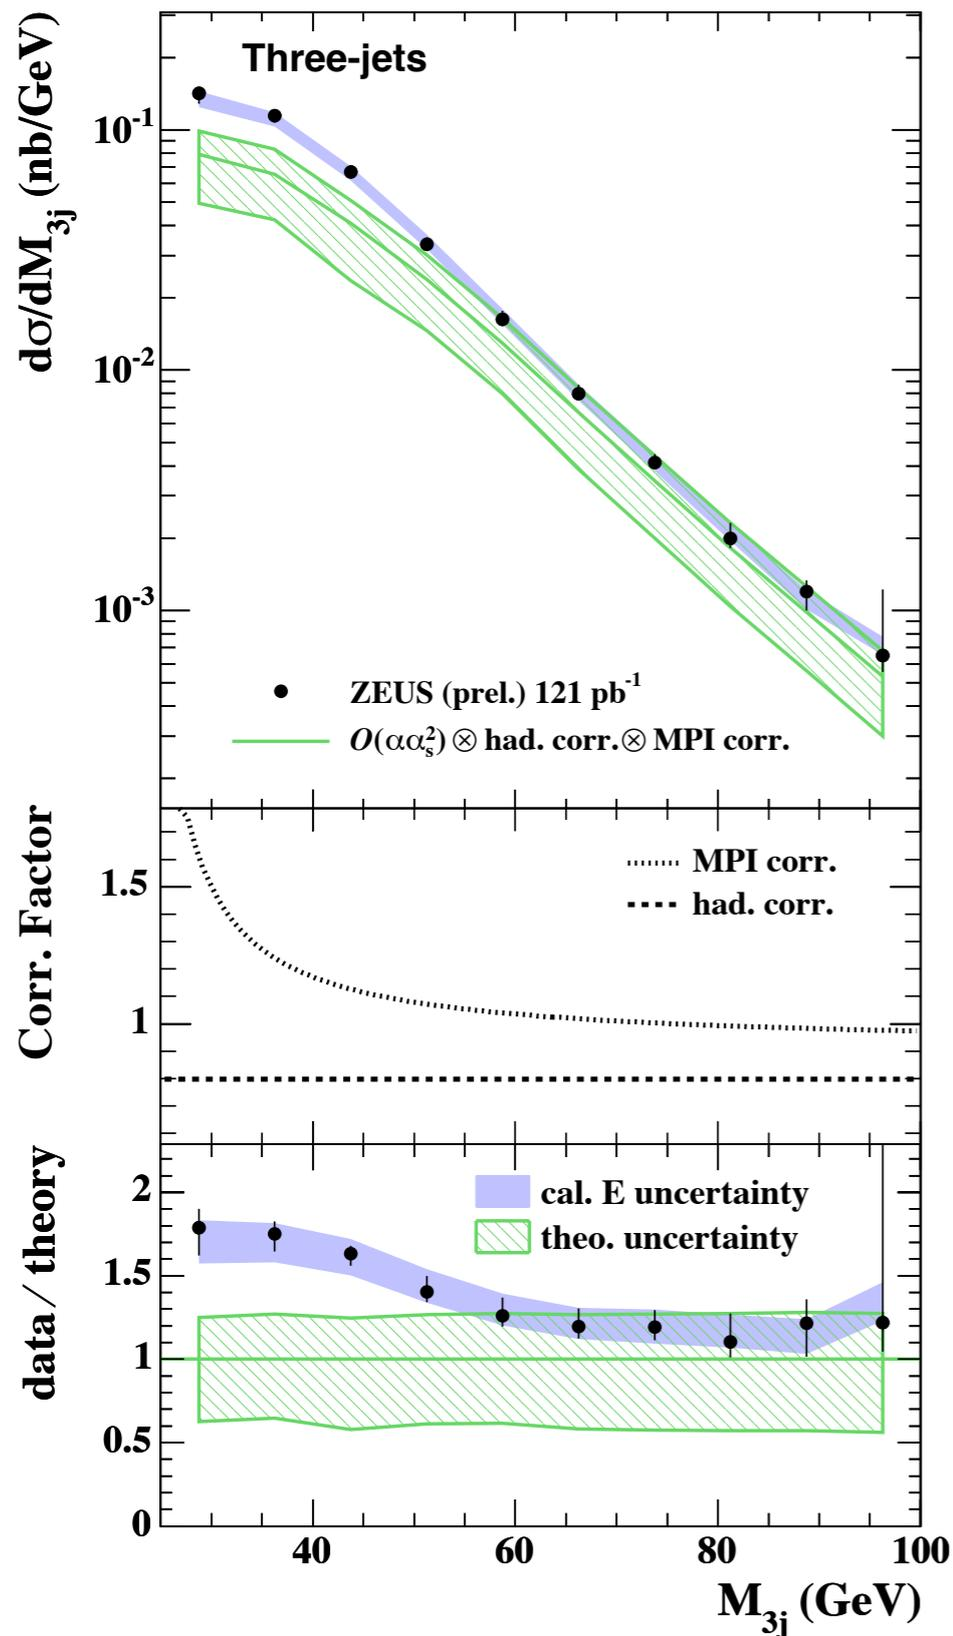 Three-jets
dσ/dM₃ⱼ (nb/GeV)
10⁻¹
10⁻²
10⁻³
ZEUS (prel.) 121 pb⁻¹
O(αα²ₛ) ⊗ had. corr.⊗ MPI corr.
Corr. Factor
1.5
1
MPI corr.
had. corr.
data / theory
2
1.5
1
0.5
0
cal. E uncertainty
theo. uncertainty
40 60 80 100
M₃ⱼ (GeV)